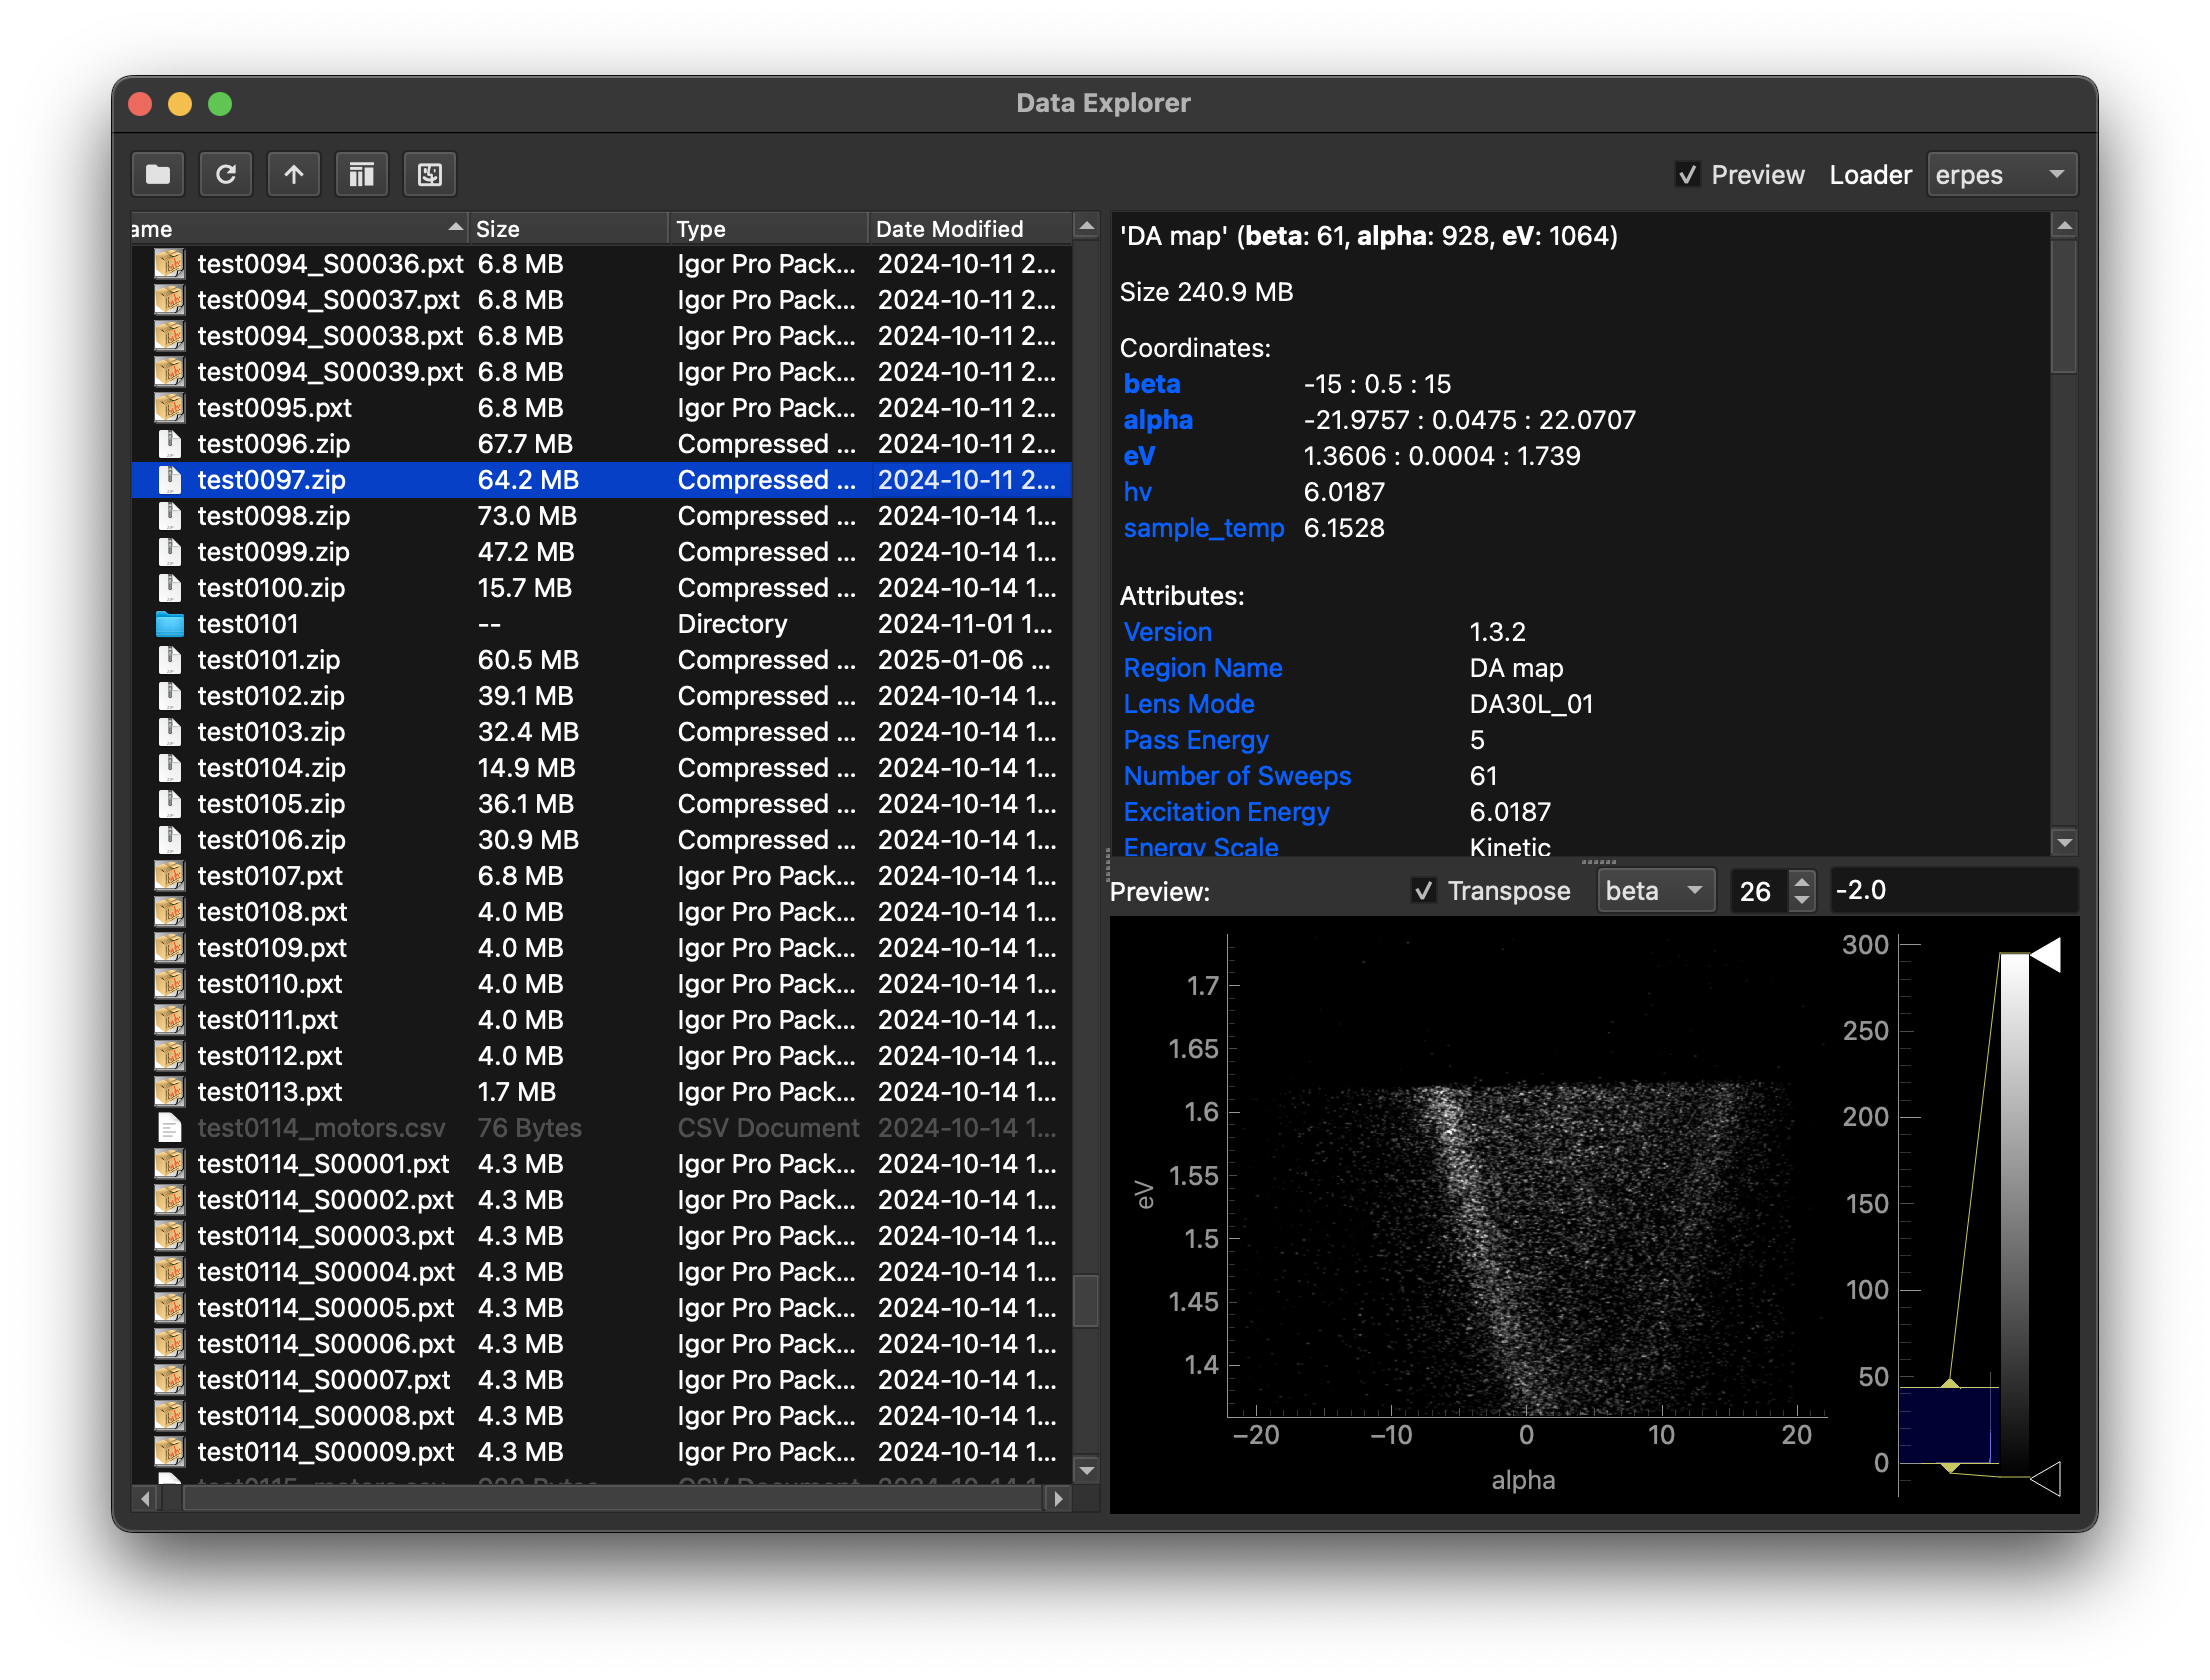 Data Explorer
Preview Loader erpes
ame Size Type Date Modified
test0094_S00036.pxt 6.8 MB Igor Pro Pack... 2024-10-11 2...
test0094_S00037.pxt 6.8 MB Igor Pro Pack... 2024-10-11 2...
test0094_S00038.pxt 6.8 MB Igor Pro Pack... 2024-10-11 2...
test0094_S00039.pxt 6.8 MB Igor Pro Pack... 2024-10-11 2...
test0095.pxt 6.8 MB Igor Pro Pack... 2024-10-11 2...
test0096.zip 67.7 MB Compressed ... 2024-10-11 2...
test0097.zip 64.2 MB Compressed ... 2024-10-11 2...
test0098.zip 73.0 MB Compressed ... 2024-10-14 1...
test0099.zip 47.2 MB Compressed ... 2024-10-14 1...
test0100.zip 15.7 MB Compressed ... 2024-10-14 1...
test0101 -- Directory 2024-11-01 1...
test0101.zip 60.5 MB Compressed ... 2025-01-06 ...
test0102.zip 39.1 MB Compressed ... 2024-10-14 1...
test0103.zip 32.4 MB Compressed ... 2024-10-14 1...
test0104.zip 14.9 MB Compressed ... 2024-10-14 1...
test0105.zip 36.1 MB Compressed ... 2024-10-14 1...
test0106.zip 30.9 MB Compressed ... 2024-10-14 1...
test0107.pxt 6.8 MB Igor Pro Pack... 2024-10-14 1...
test0108.pxt 4.0 MB Igor Pro Pack... 2024-10-14 1...
test0109.pxt 4.0 MB Igor Pro Pack... 2024-10-14 1...
test0110.pxt 4.0 MB Igor Pro Pack... 2024-10-14 1...
test0111.pxt 4.0 MB Igor Pro Pack... 2024-10-14 1...
test0112.pxt 4.0 MB Igor Pro Pack... 2024-10-14 1...
test0113.pxt 1.7 MB Igor Pro Pack... 2024-10-14 1...
test0114_motors.csv 76 Bytes CSV Document 2024-10-14 1...
test0114_S00001.pxt 4.3 MB Igor Pro Pack... 2024-10-14 1...
test0114_S00002.pxt 4.3 MB Igor Pro Pack... 2024-10-14 1...
test0114_S00003.pxt 4.3 MB Igor Pro Pack... 2024-10-14 1...
test0114_S00004.pxt 4.3 MB Igor Pro Pack... 2024-10-14 1...
test0114_S00005.pxt 4.3 MB Igor Pro Pack... 2024-10-14 1...
test0114_S00006.pxt 4.3 MB Igor Pro Pack... 2024-10-14 1...
test0114_S00007.pxt 4.3 MB Igor Pro Pack... 2024-10-14 1...
test0114_S00008.pxt 4.3 MB Igor Pro Pack... 2024-10-14 1...
test0114_S00009.pxt 4.3 MB Igor Pro Pack... 2024-10-14 1...
'DA map' (beta: 61, alpha: 928, eV: 1064)
Size 240.9 MB
Coordinates:
beta -15 : 0.5 : 15
alpha -21.9757 : 0.0475 : 22.0707
eV 1.3606 : 0.0004 : 1.739
hv 6.0187
sample_temp 6.1528
Attributes:
Version 1.3.2
Region Name DA map
Lens Mode DA30L_01
Pass Energy 5
Number of Sweeps 61
Excitation Energy 6.0187
Energy Scale Kinetic
Preview: Transpose beta 26 -2.0
1.7
1.65
1.6
1.55
1.5
1.45
1.4
eV
−20 −10 0 10 20
alpha
300
250
200
150
100
50
0